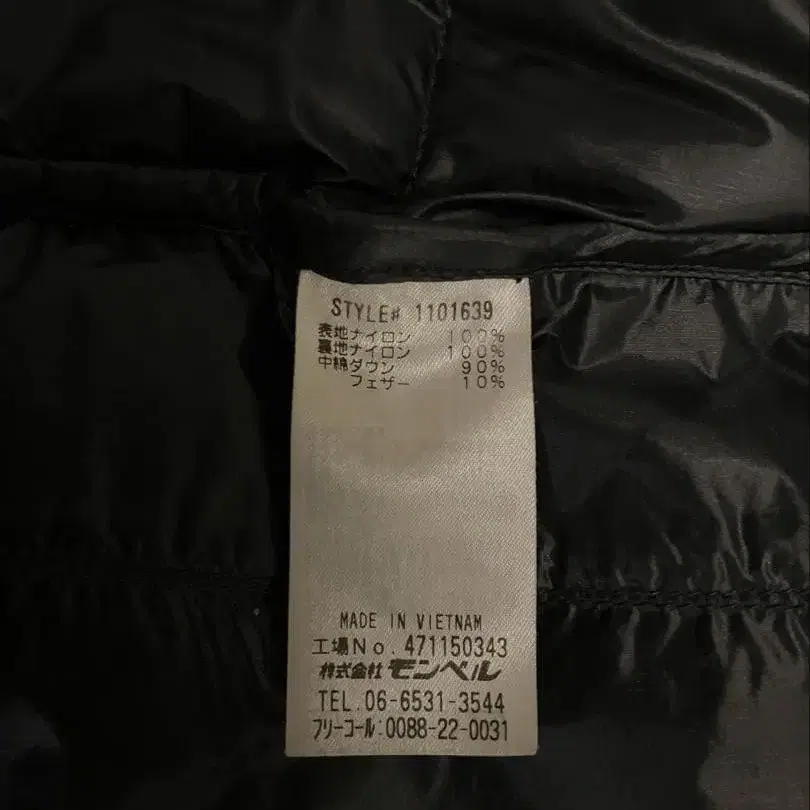 STYLE# 1101639
表地ナイロン 100%
裏地ナイロン 100%
中綿ダウン 90%
フェザー 10%
MADE IN VIETNAM
工場No. 471150343
株式会社モンベル
TEL.06-6531-3544
フリーコール:0088-22-0031